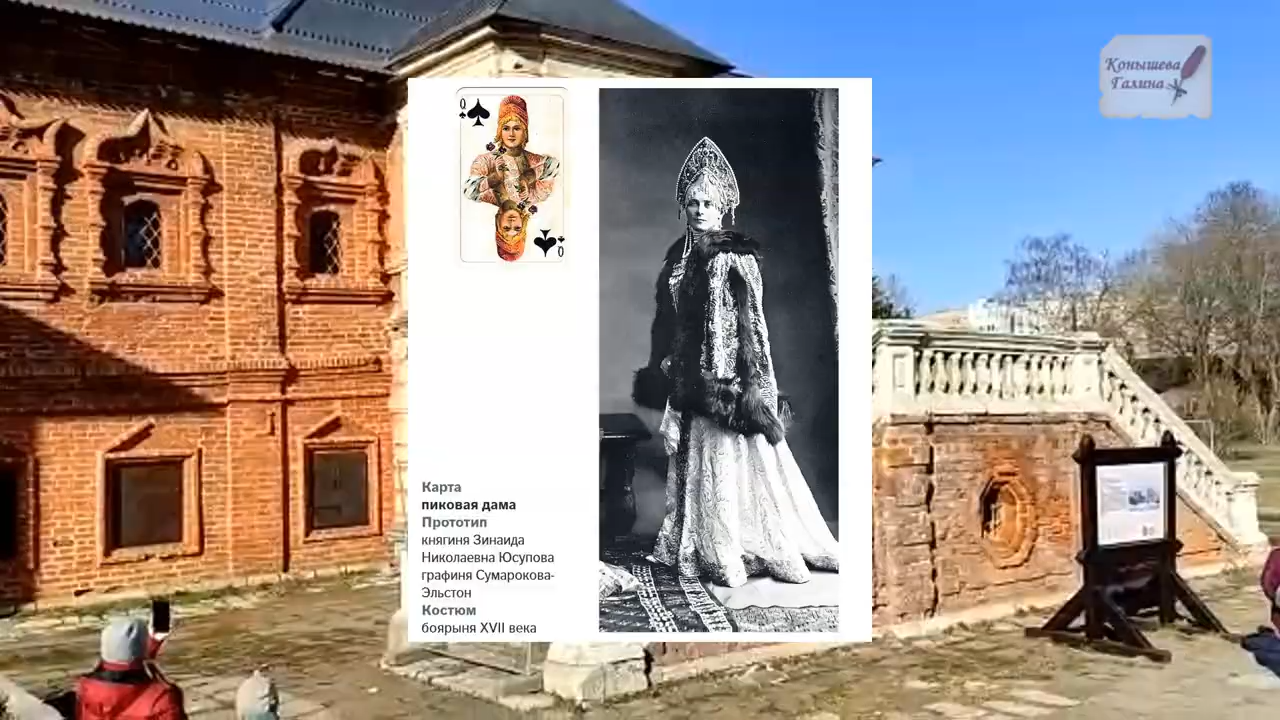 Q
Карта
пиковая дама
Прототип
княгиня Зинаида
Николаевна Юсупова
графиня Сумарокова-
Эльстон
Костюм
боярыня XVII века
Q
Конышева
Галина